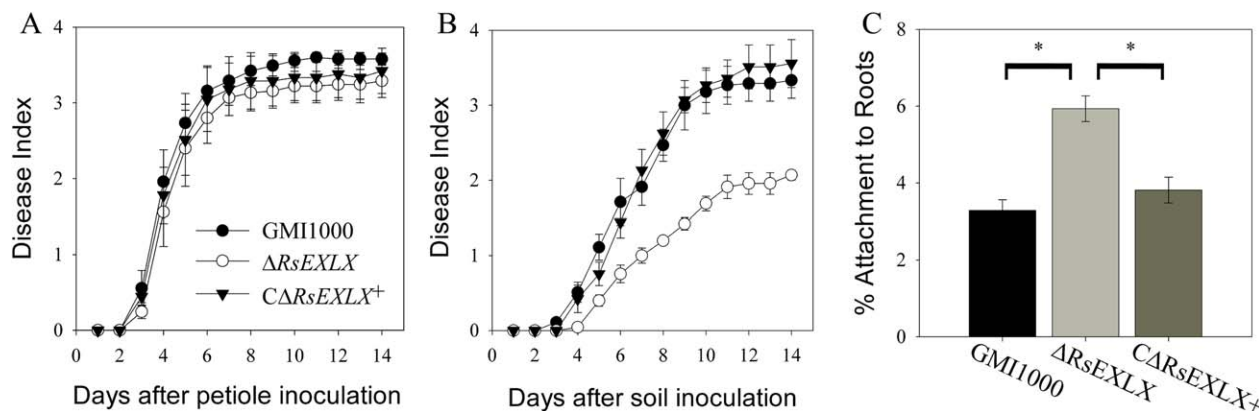 A
Disease Index
4
3
2
1
0
0 2 4 6 8 10 12 14
Days after petiole inoculation
GMI1000
ΔRsEXLX
CΔRsEXLX+
B
Disease Index
4
3
2
1
0
0 2 4 6 8 10 12 14
Days after soil inoculation
C
% Attachment to Roots
8
6
4
2
0
* *
GMI1000
ΔRsEXLX
CΔRsEXLX+